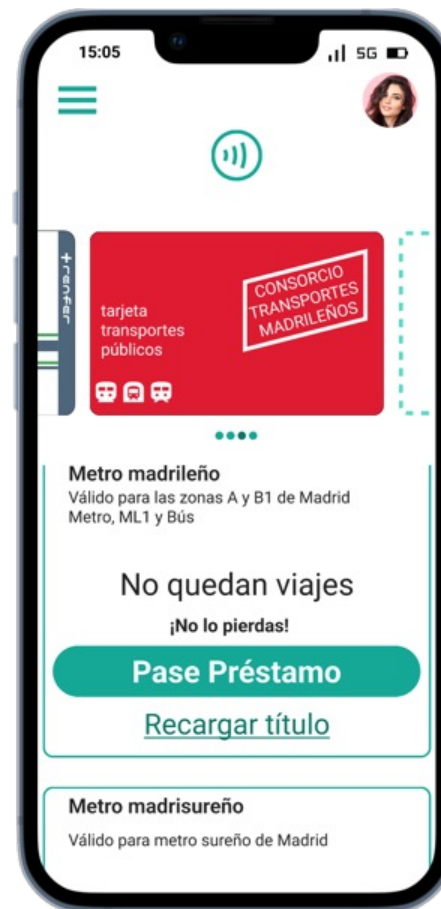 15:05
5G
renfer
tarjeta
transportes
públicos
CONSORCIO
TRANSPORTES
MADRILEÑOS
Metro madrileño
Válido para las zonas A y B1 de Madrid
Metro, ML1 y Bús
No quedan viajes
¡No lo pierdas!
Pase Préstamo
Recargar título
Metro madrisureño
Válido para metro sureño de Madrid